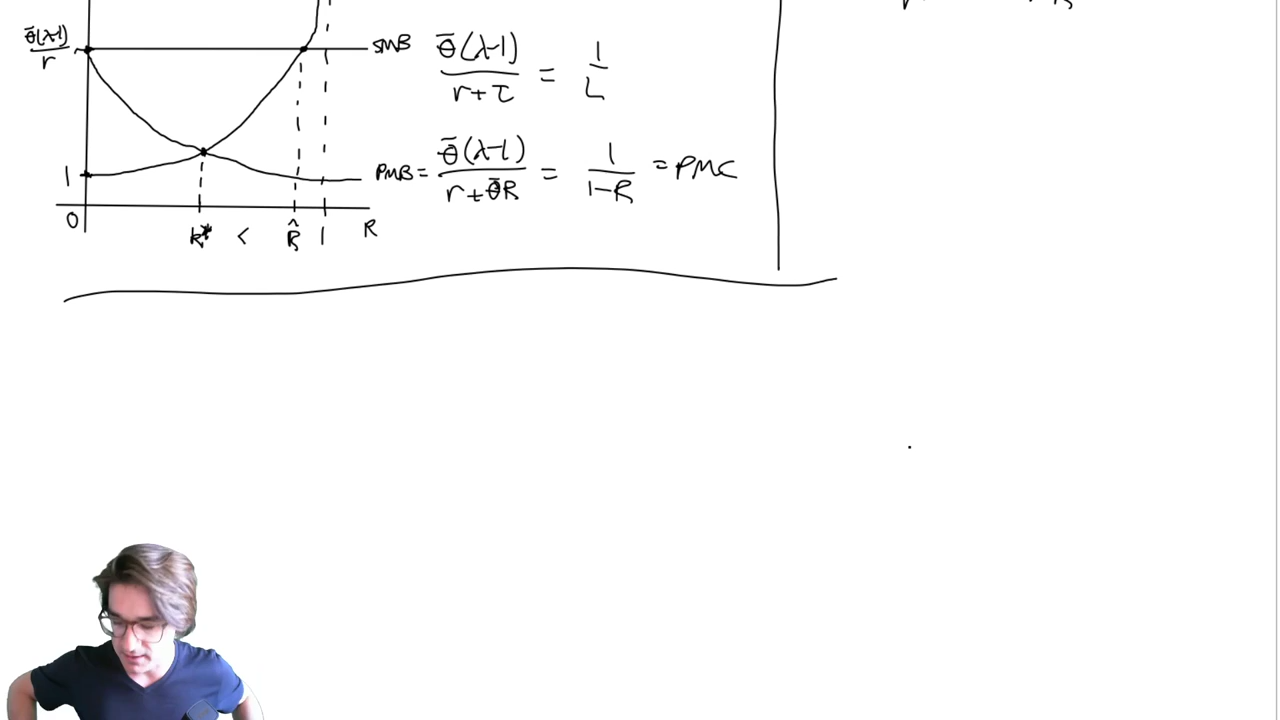 θ̄(λ-1)/r
SMB
θ̄(λ-1)/(r+τ) = 1/L
1
PMB = θ̄(λ-1)/(r+θ̄R) = 1/(1-R) = PMC
0
R* < R̂ 1 R